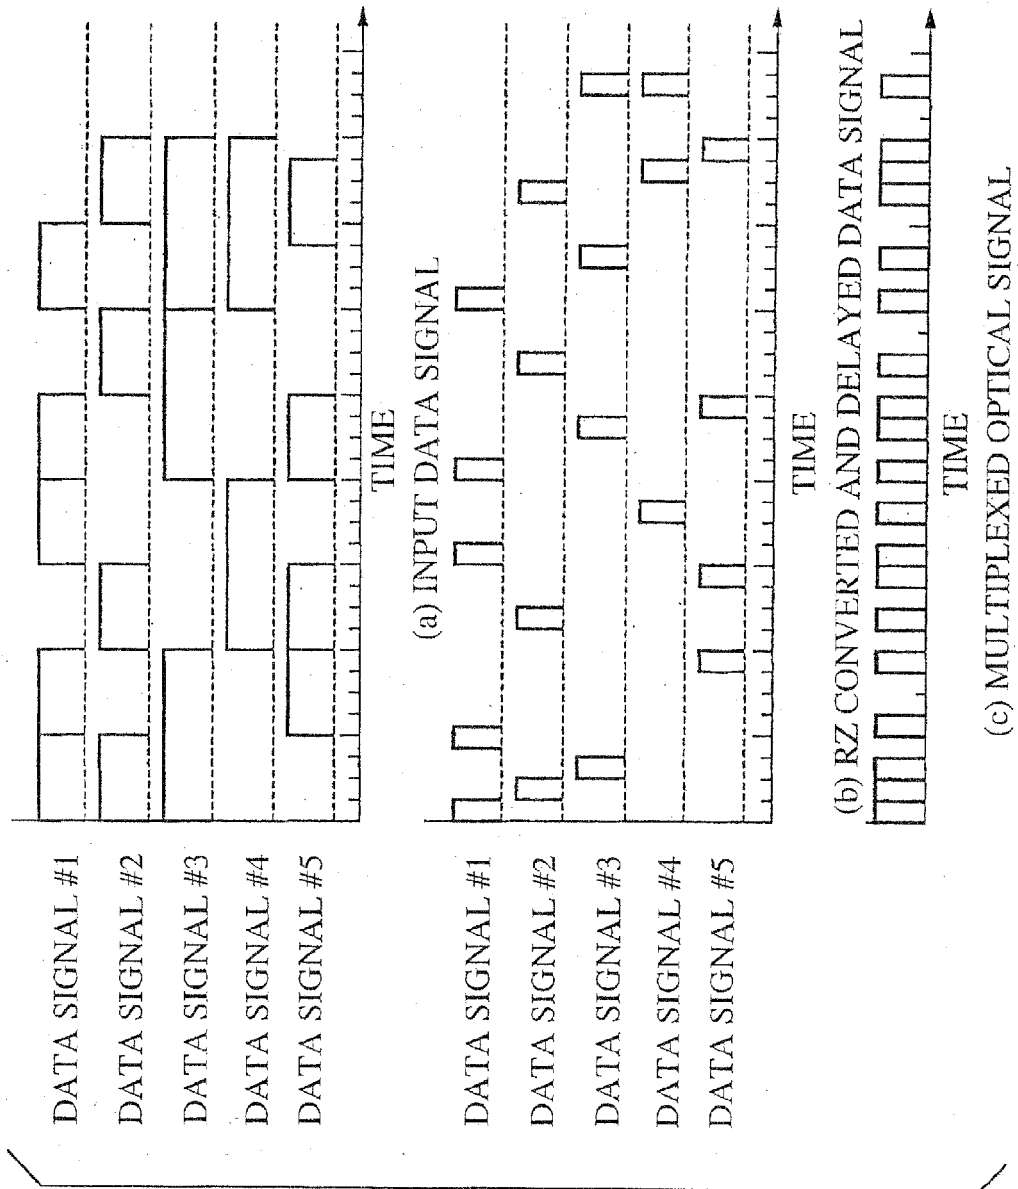 DATA SIGNAL #1
DATA SIGNAL #2
DATA SIGNAL #3
DATA SIGNAL #4
DATA SIGNAL #5
TIME
(a) INPUT DATA SIGNAL
DATA SIGNAL #1
DATA SIGNAL #2
DATA SIGNAL #3
DATA SIGNAL #4
DATA SIGNAL #5
TIME
(b) RZ CONVERTED AND DELAYED DATA SIGNAL
TIME
(c) MULTIPLEXED OPTICAL SIGNAL